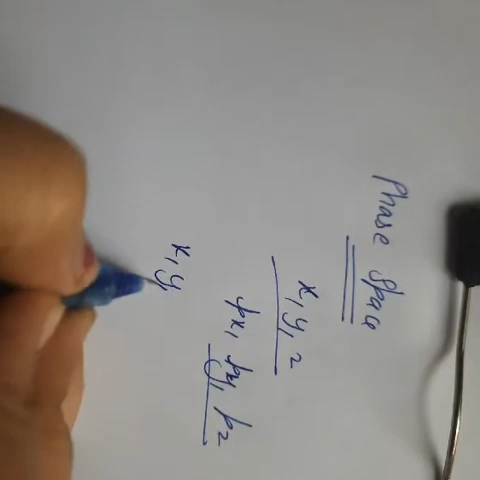 Phase space
x, y, z
px, py, pz
x, y